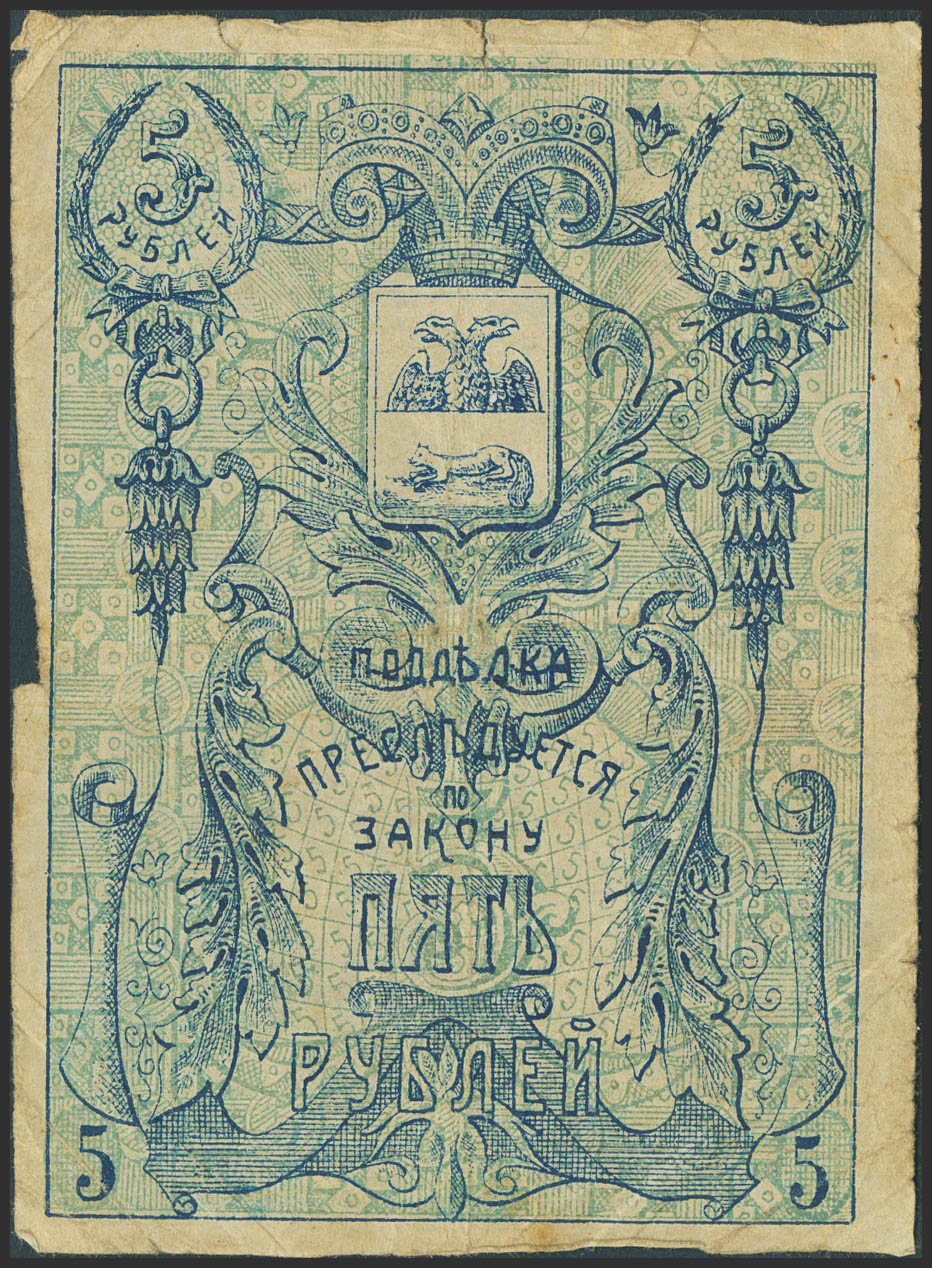 5 5
РУБЛЕЙ РУБЛЕЙ
ПОДДѢЛКА
ПРЕСЛѢДУЕТСЯ
ПО
ЗАКОНУ
ПЯТЬ
РУБЛЕЙ
5 5